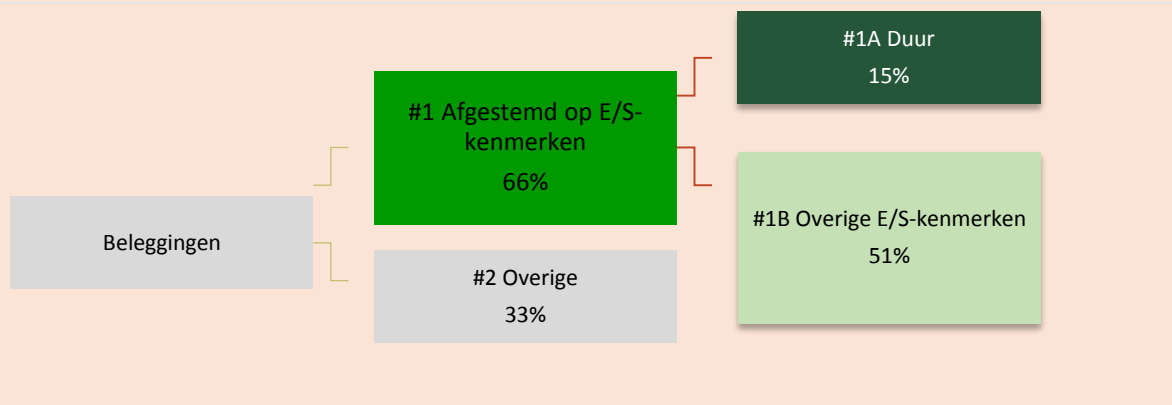 Beleggingen
#1 Afgestemd op E/S-
kenmerken
66%
#2 Overige
33%
#1A Duur
15%
#1B Overige E/S-kenmerken
51%